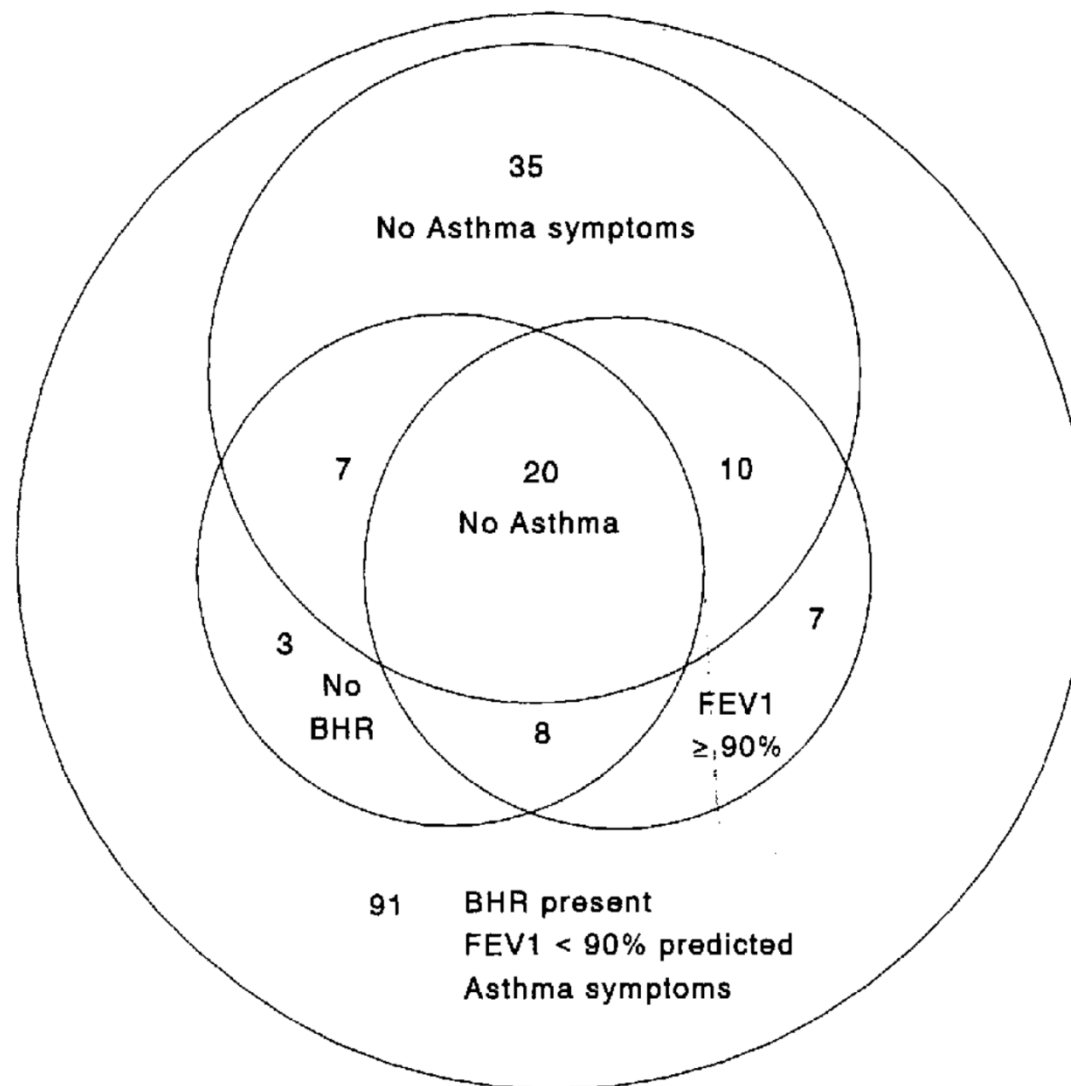 35
No Asthma symptoms
7
20
10
No Asthma
7
3
No
BHR
8
FEV1
≥ 90%
91 BHR present
FEV1 < 90% predicted
Asthma symptoms